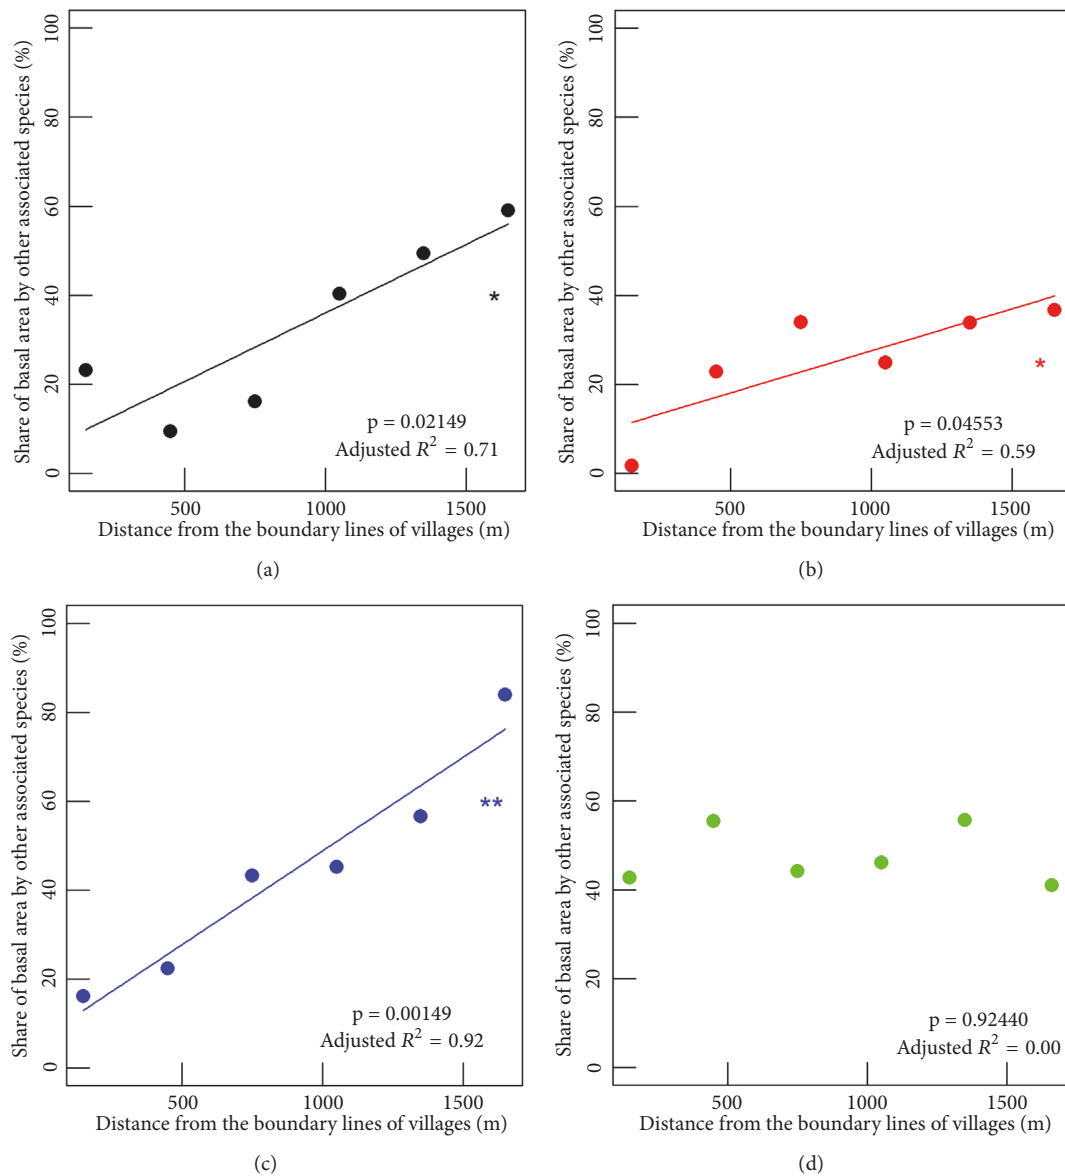 Share of basal area by other associated species (%)
100
80
60
40
20
0
*
p = 0.02149
Adjusted R² = 0.71
500 1000 1500
Distance from the boundary lines of villages (m)
(a)
Share of basal area by other associated species (%)
100
80
60
40
20
0
*
p = 0.04553
Adjusted R² = 0.59
500 1000 1500
Distance from the boundary lines of villages (m)
(b)
Share of basal area by other associated species (%)
100
80
60
40
20
0
**
p = 0.00149
Adjusted R² = 0.92
500 1000 1500
Distance from the boundary lines of villages (m)
(c)
Share of basal area by other associated species (%)
100
80
60
40
20
0
p = 0.92440
Adjusted R² = 0.00
500 1000 1500
Distance from the boundary lines of villages (m)
(d)